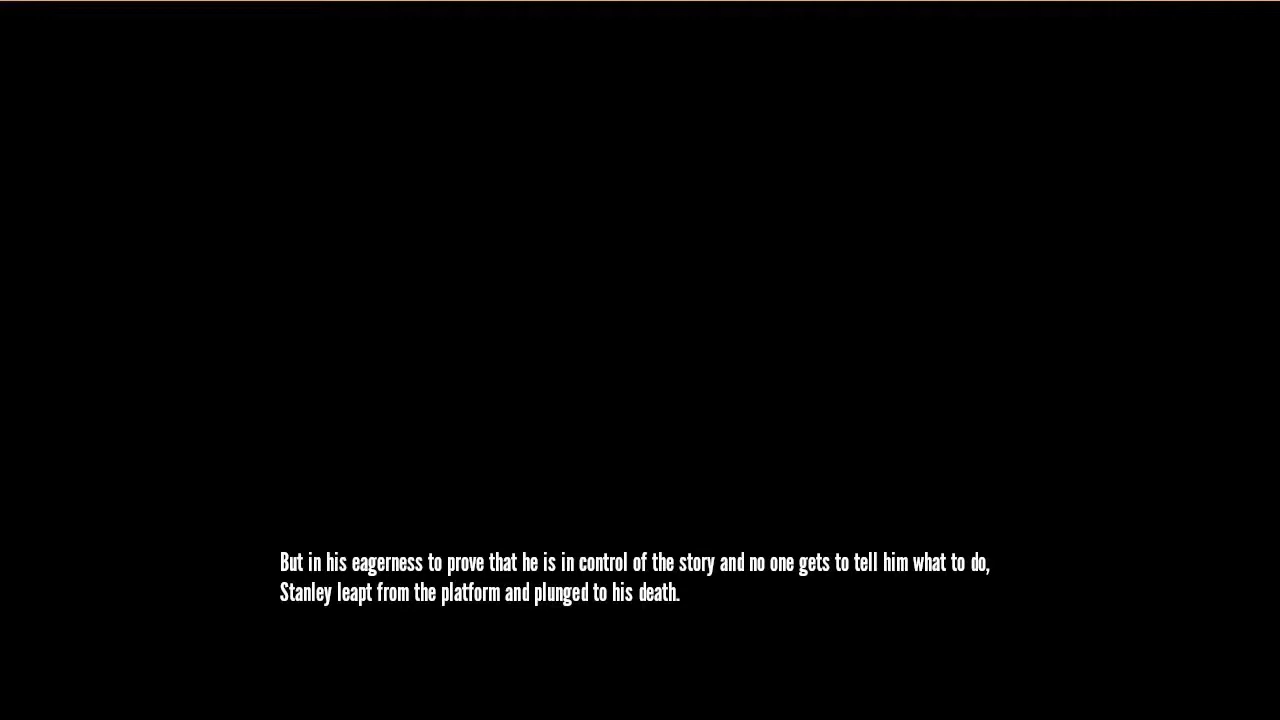 But in his eagerness to prove that he is in control of the story and no one gets to tell him what to do,
Stanley leapt from the platform and plunged to his death.